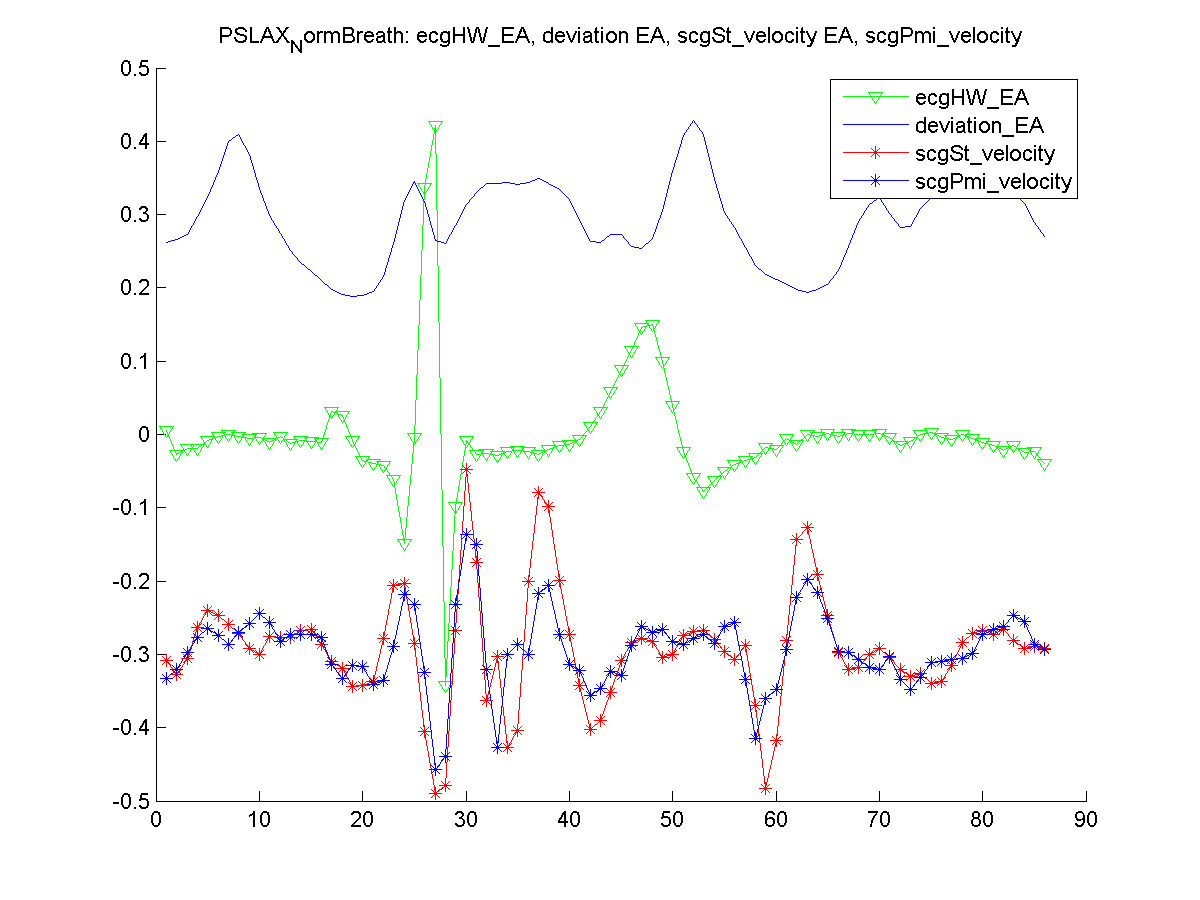 PSLAX_NormBreath: ecgHW_EA, deviation EA, scgSt_velocity EA, scgPmi_velocity
0.5
0.4
0.3
0.2
0.1
0
-0.1
-0.2
-0.3
-0.4
-0.5
0 10 20 30 40 50 60 70 80 90
ecgHW_EA
deviation_EA
scgSt_velocity
scgPmi_velocity